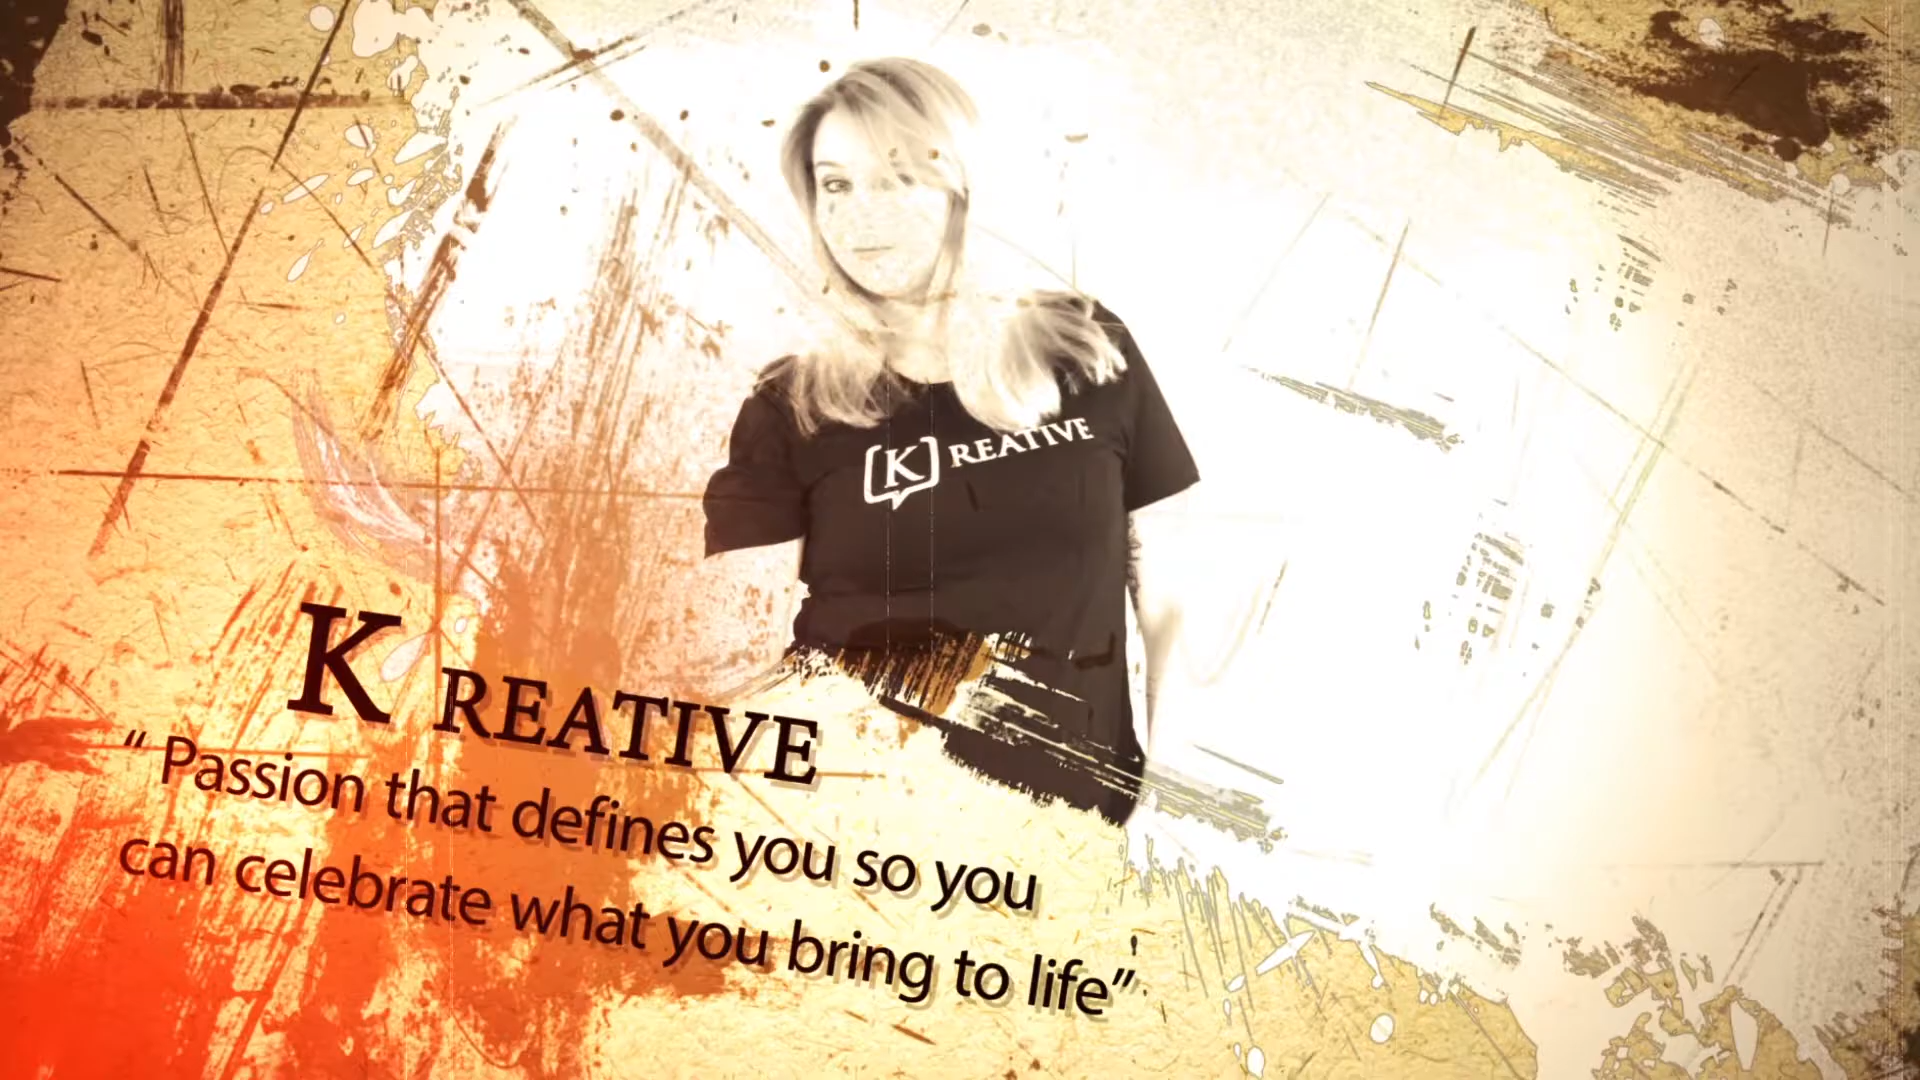 [K] REATIVE
K REATIVE
“ Passion that defines you so you
can celebrate what you bring to life”